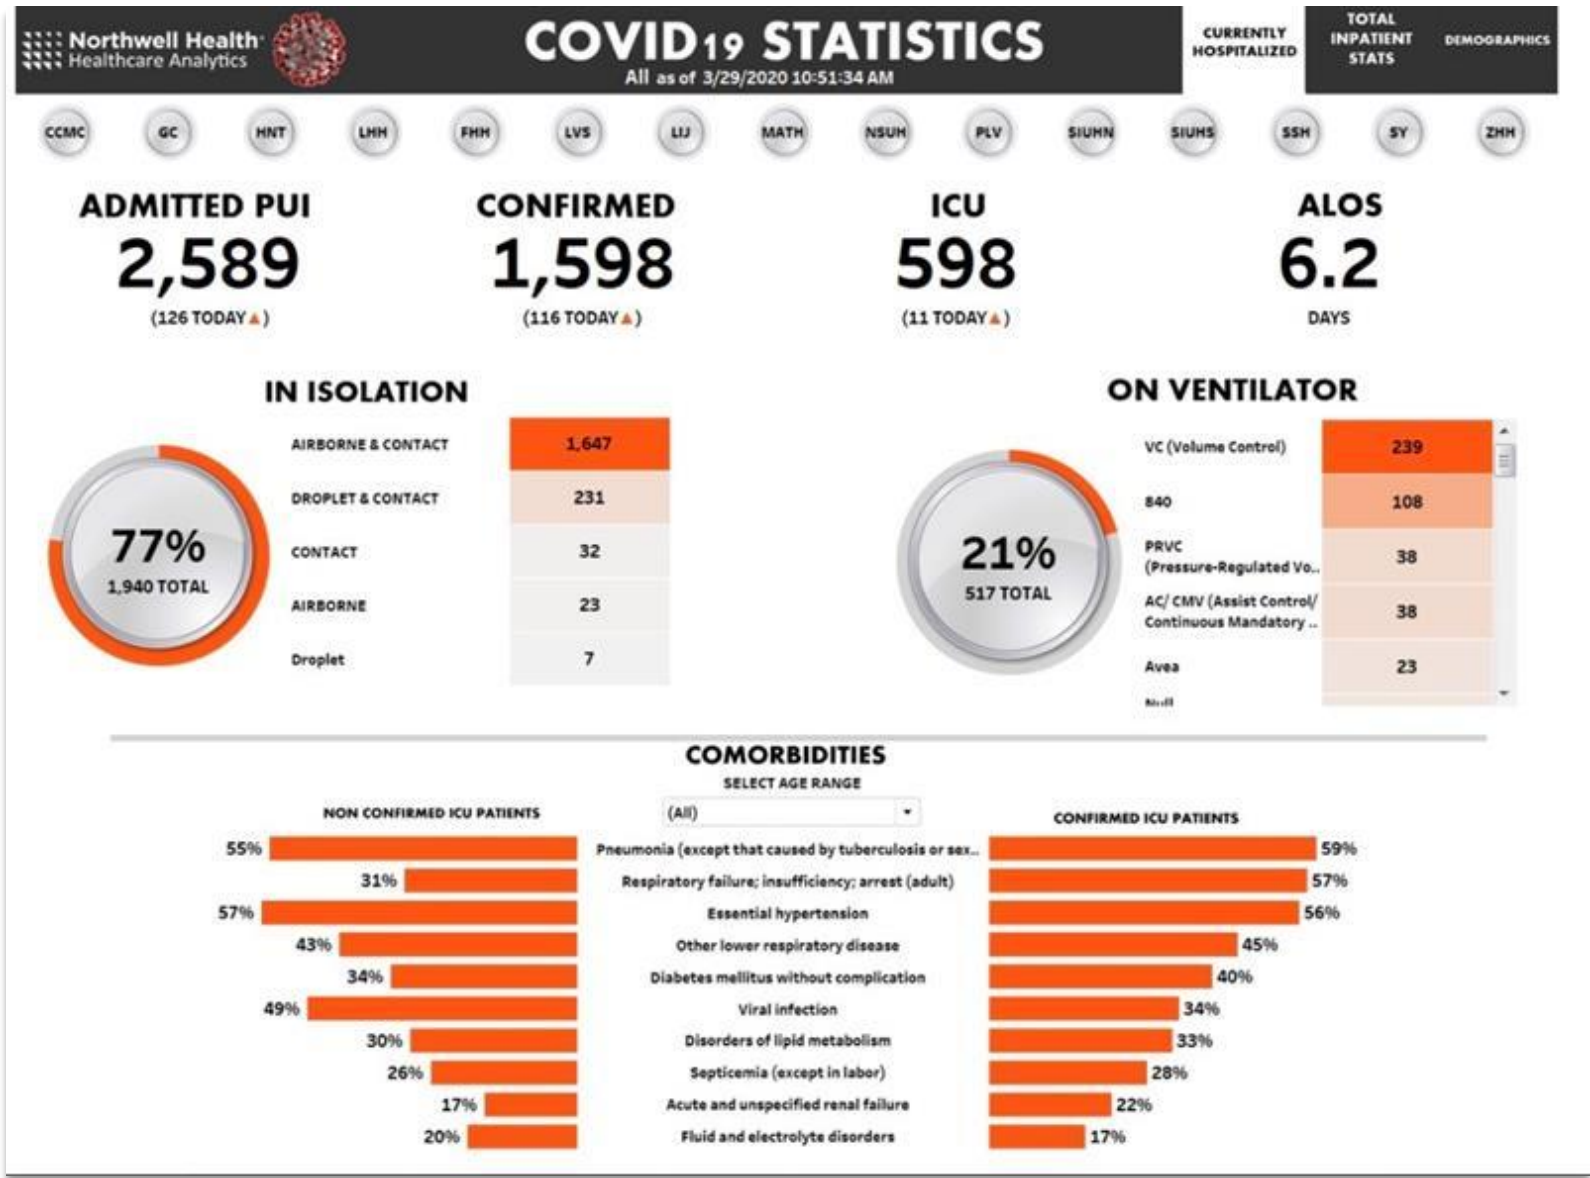 Northwell Health
Healthcare Analytics
COVID19 STATISTICS
All as of 3/29/2020 10:51:34 AM
CURRENTLY
HOSPITALIZED
TOTAL
INPATIENT
STATS
DEMOGRAPHICS
CCMC GC HNT LHH FHH LVS LIJ MATH NSUH PLV SIUHN SIUHS SSH SY ZHH
ADMITTED PUI
2,589
(126 TODAY▲)
CONFIRMED
1,598
(116 TODAY▲)
ICU
598
(11 TODAY▲)
ALOS
6.2
DAYS
IN ISOLATION
77%
1,940 TOTAL
AIRBORNE & CONTACT 1,647
DROPLET & CONTACT 231
CONTACT 32
AIRBORNE 23
Droplet 7
ON VENTILATOR
21%
517 TOTAL
VC (Volume Control) 239
840 108
PRVC
(Pressure-Regulated Vo.. 38
AC/ CMV (Assist Control/
Continuous Mandatory .. 38
Avea 23
Null
COMORBIDITIES
SELECT AGE RANGE
(All)
NON CONFIRMED ICU PATIENTS CONFIRMED ICU PATIENTS
55% Pneumonia (except that caused by tuberculosis or sex.. 59%
31% Respiratory failure; insufficiency; arrest (adult) 57%
57% Essential hypertension 56%
43% Other lower respiratory disease 45%
34% Diabetes mellitus without complication 40%
49% Viral infection 34%
30% Disorders of lipid metabolism 33%
26% Septicemia (except in labor) 28%
17% Acute and unspecified renal failure 22%
20% Fluid and electrolyte disorders 17%